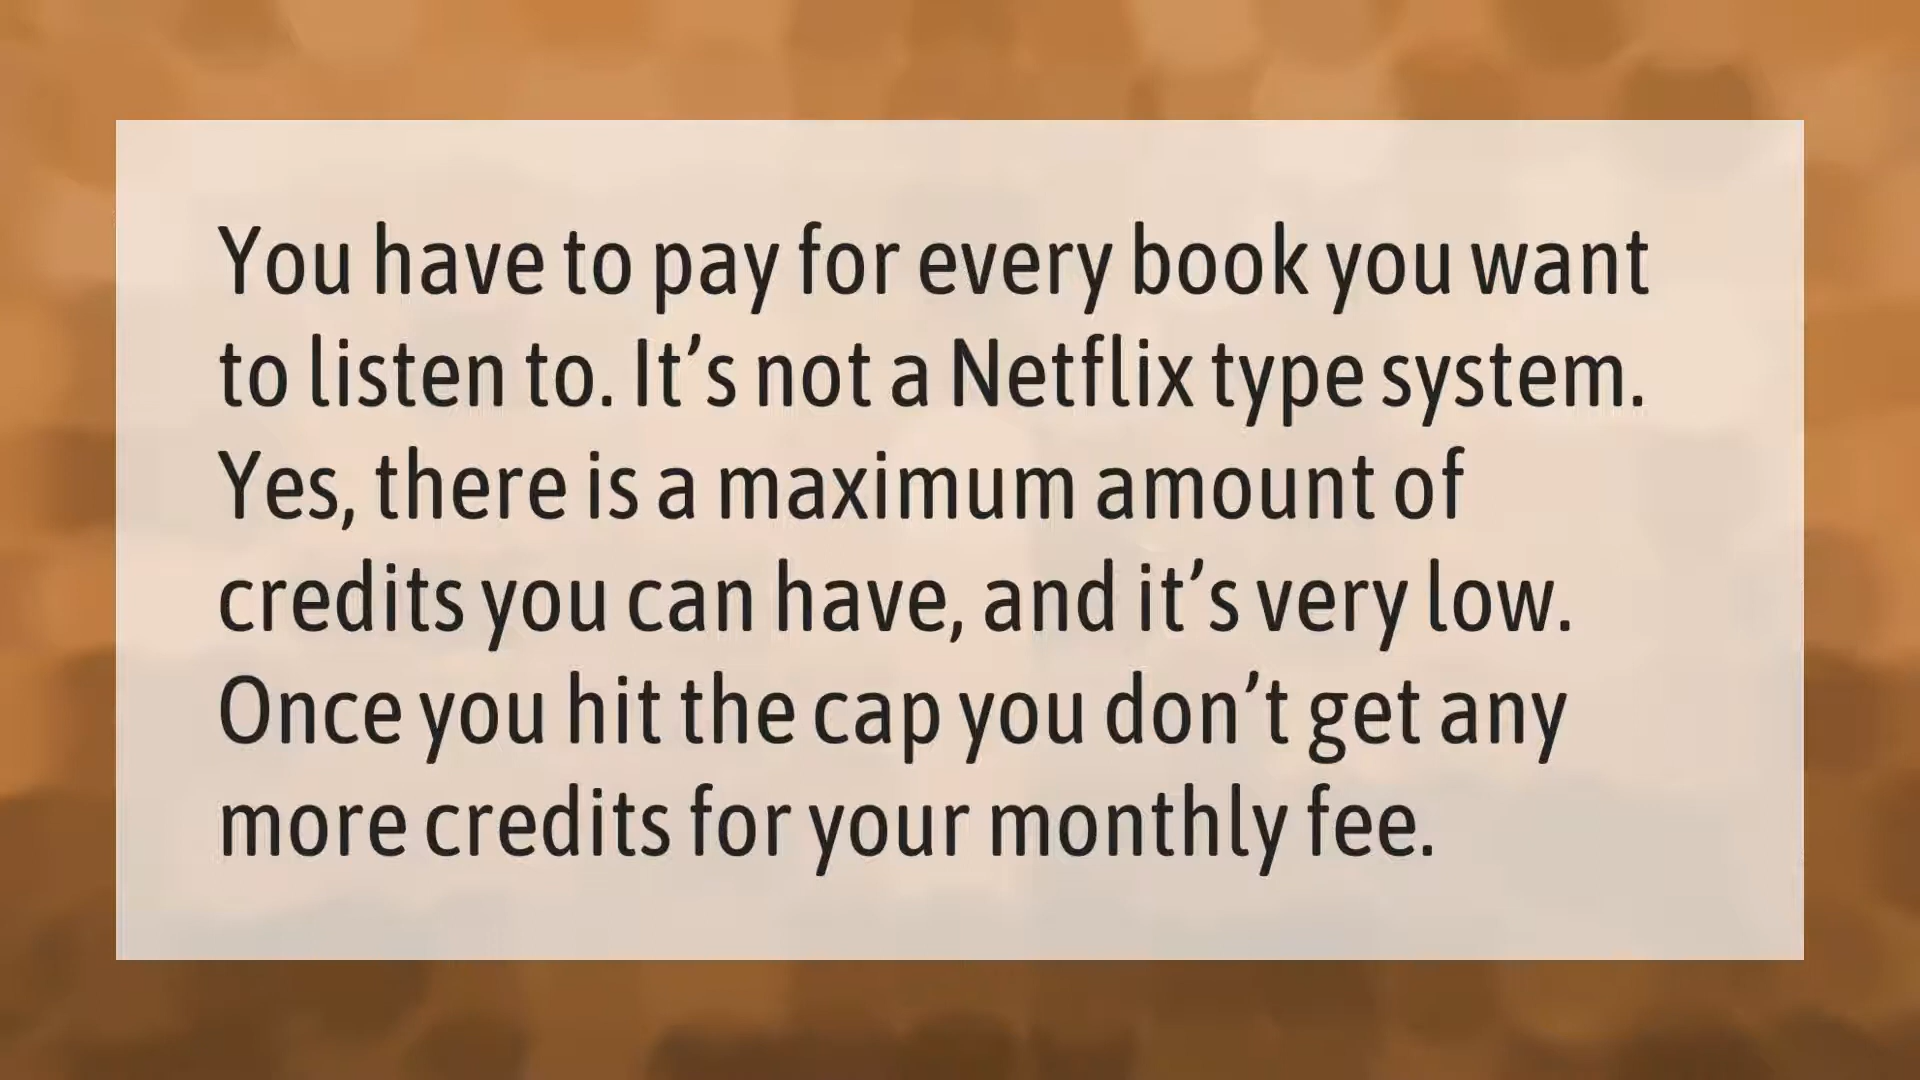 You have to pay for every book you want
to listen to. It’s not a Netflix type system.
Yes, there is a maximum amount of
credits you can have, and it’s very low.
Once you hit the cap you don’t get any
more credits for your monthly fee.